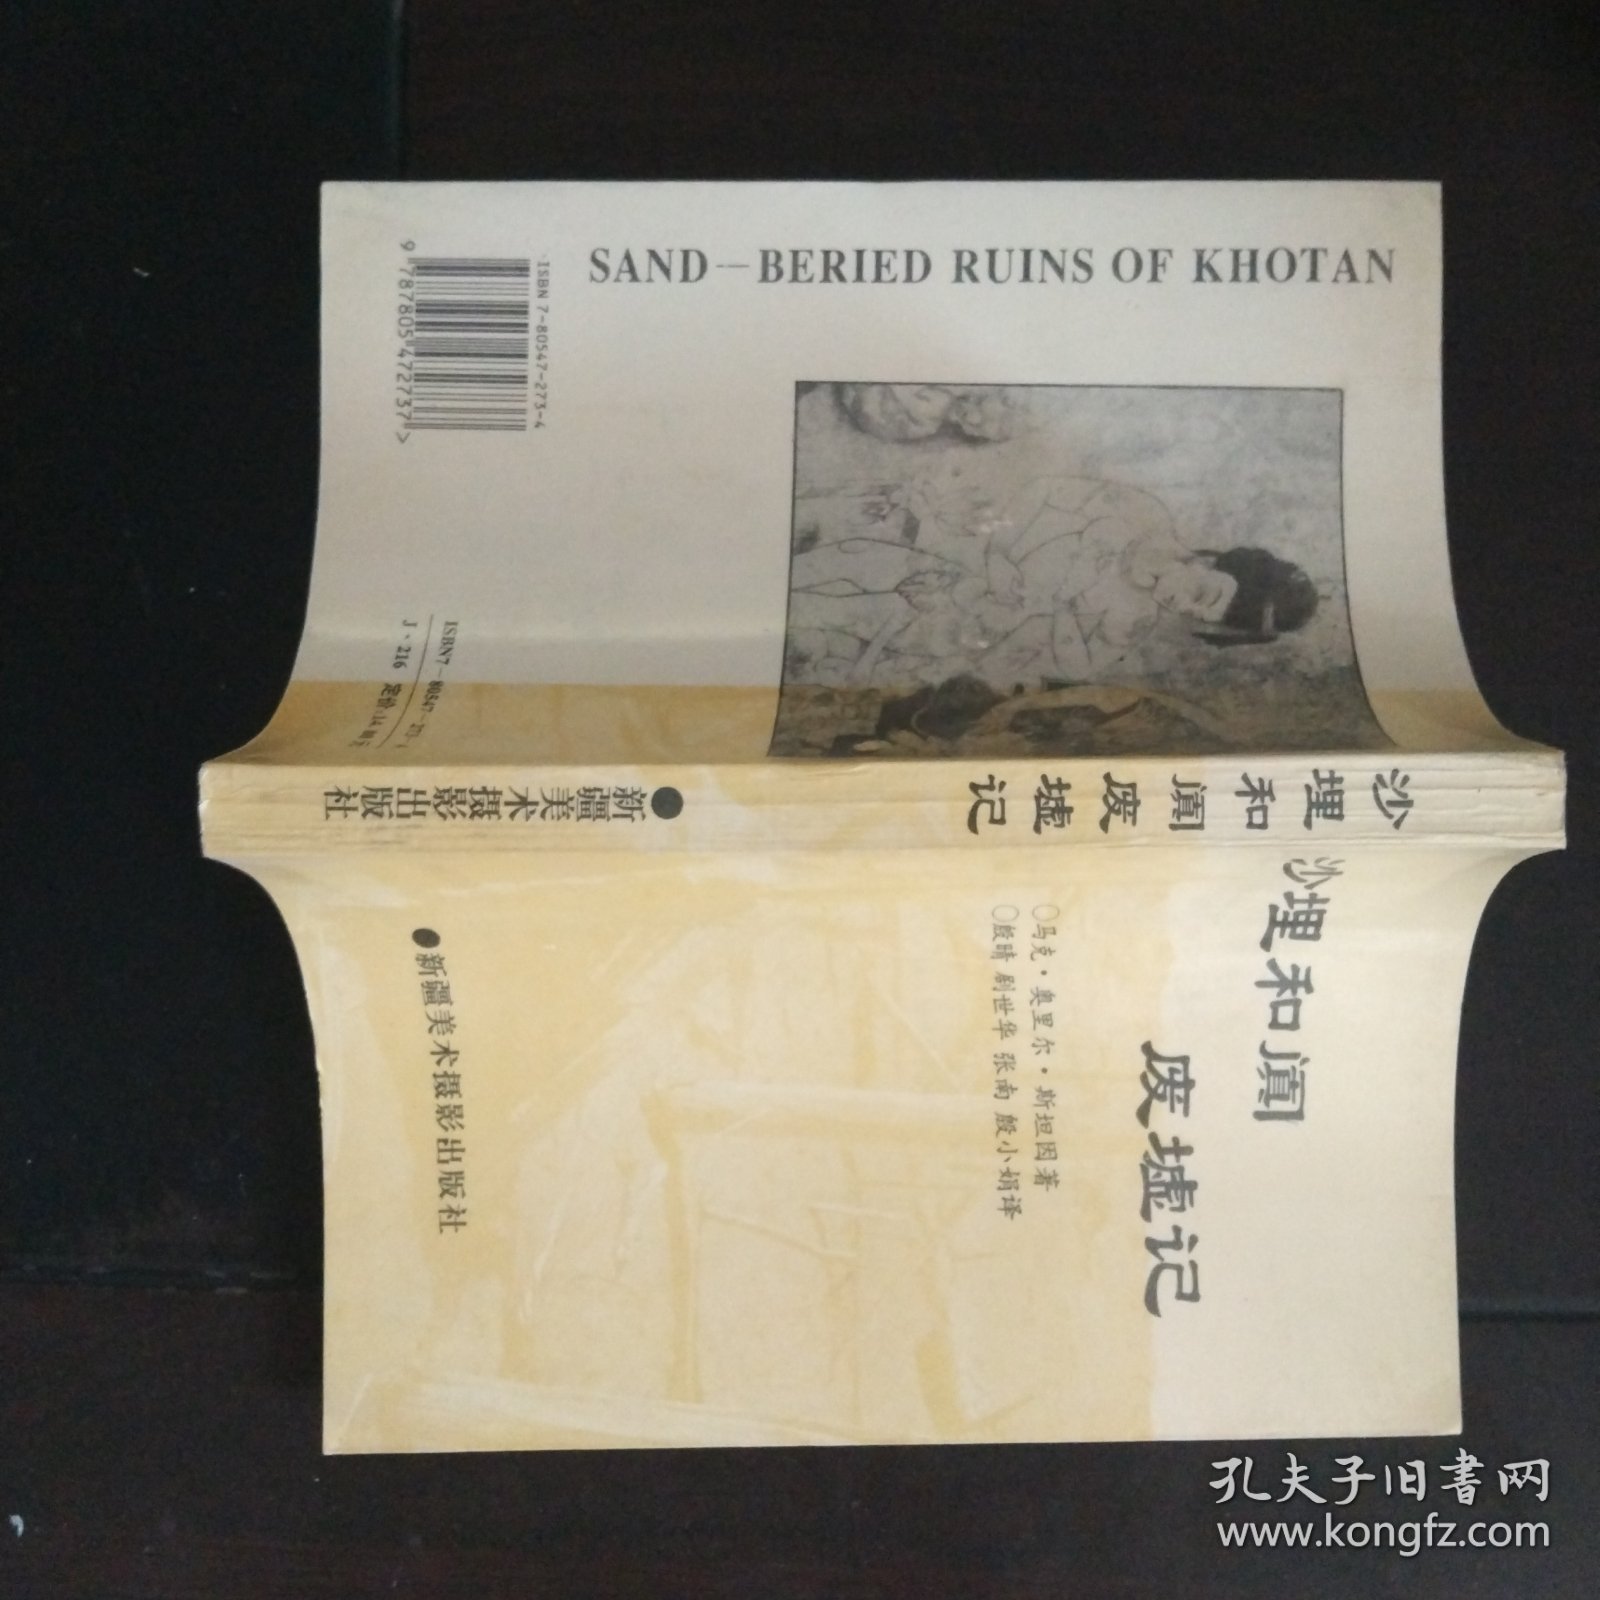 SAND—BERIED RUINS OF KHOTAN
ISBN 7-80547-273-4
9 787805 472737 >
ISBN7—80547—273—4
J·216 定价:
沙埋和阗废墟记
●新疆美术摄影出版社
沙埋和阗
废墟记
○马克·奥里尔·斯坦因著
○殷晴 剧世华 张南 殷小娟译
●新疆美术摄影出版社
孔夫子旧书网
www.kongfz.com